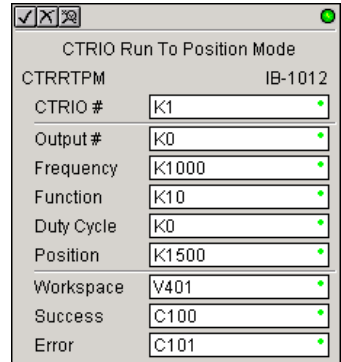 CTRIO Run To Position Mode
CTRRTPM IB-1012
CTRIO # K1
Output # K0
Frequency K1000
Function K10
Duty Cycle K0
Position K1500
Workspace V401
Success C100
Error C101